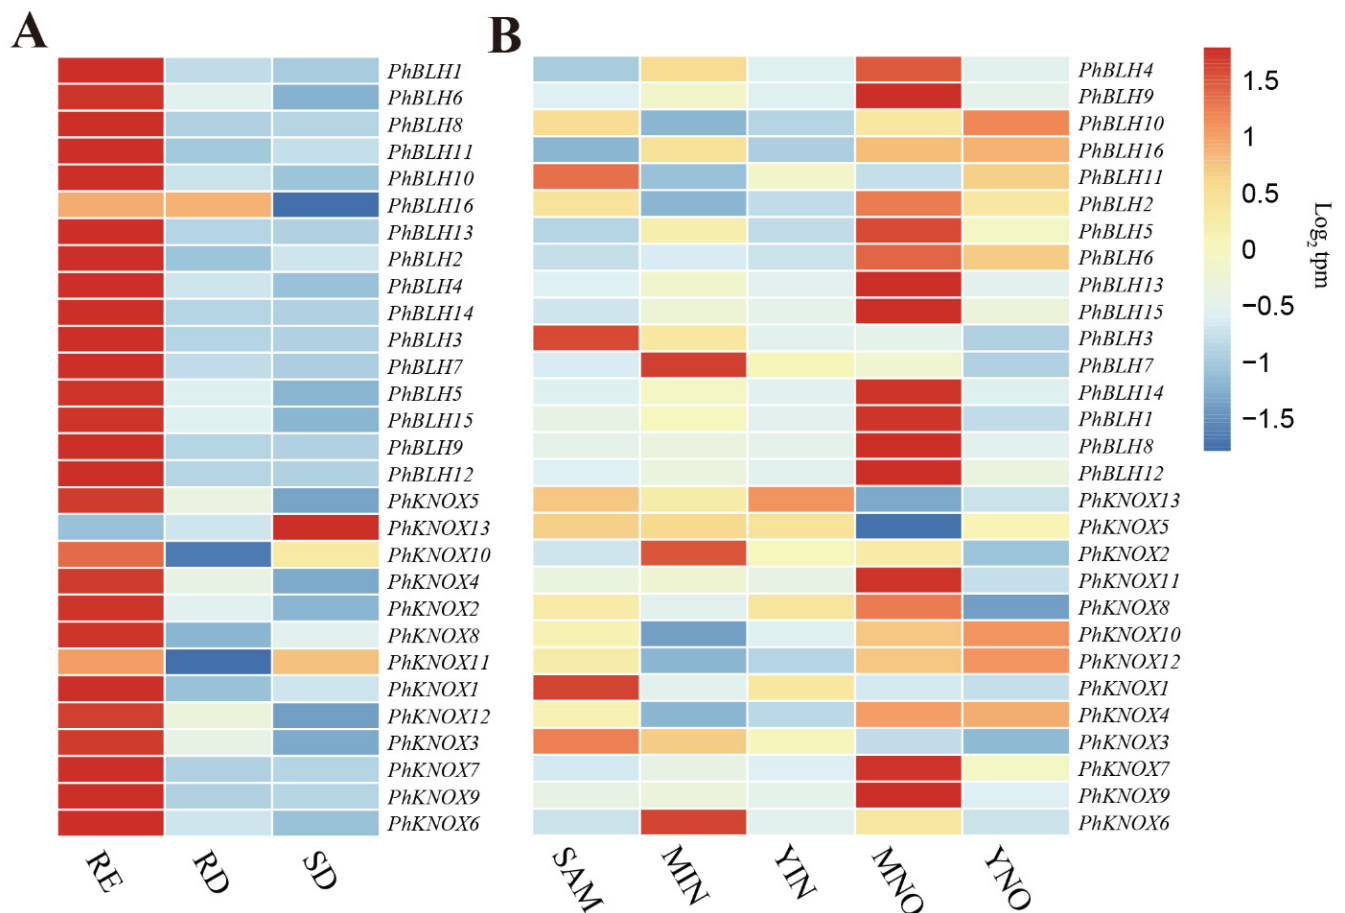 A
B
PhBLH1
PhBLH6
PhBLH8
PhBLH11
PhBLH10
PhBLH16
PhBLH13
PhBLH2
PhBLH4
PhBLH14
PhBLH3
PhBLH7
PhBLH5
PhBLH15
PhBLH9
PhBLH12
PhKNOX5
PhKNOX13
PhKNOX10
PhKNOX4
PhKNOX2
PhKNOX8
PhKNOX11
PhKNOX1
PhKNOX12
PhKNOX3
PhKNOX7
PhKNOX9
PhKNOX6
RE RD SD
PhBLH4
PhBLH9
PhBLH10
PhBLH16
PhBLH11
PhBLH2
PhBLH5
PhBLH6
PhBLH13
PhBLH15
PhBLH3
PhBLH7
PhBLH14
PhBLH1
PhBLH8
PhBLH12
PhKNOX13
PhKNOX5
PhKNOX2
PhKNOX11
PhKNOX8
PhKNOX10
PhKNOX12
PhKNOX1
PhKNOX4
PhKNOX3
PhKNOX7
PhKNOX9
PhKNOX6
SAM MIN YIN MNO YNO
1.5
1
0.5
0
−0.5
−1
−1.5
Log₂ tpm